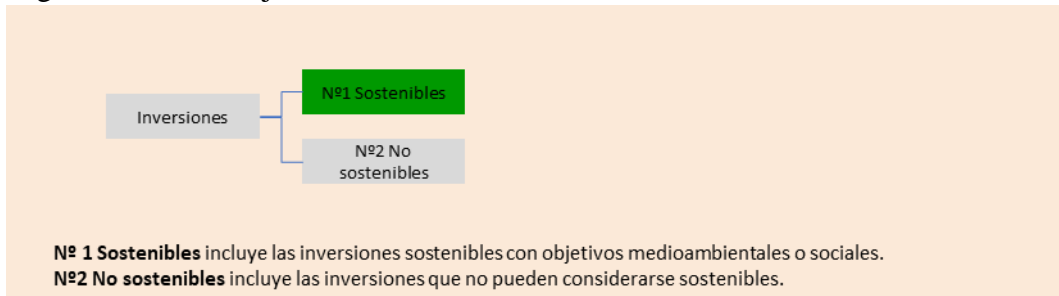 Nº1 Sostenibles
Inversiones
Nº2 No
sostenibles
Nº 1 Sostenibles incluye las inversiones sostenibles con objetivos medioambientales o sociales.
Nº2 No sostenibles incluye las inversiones que no pueden considerarse sostenibles.